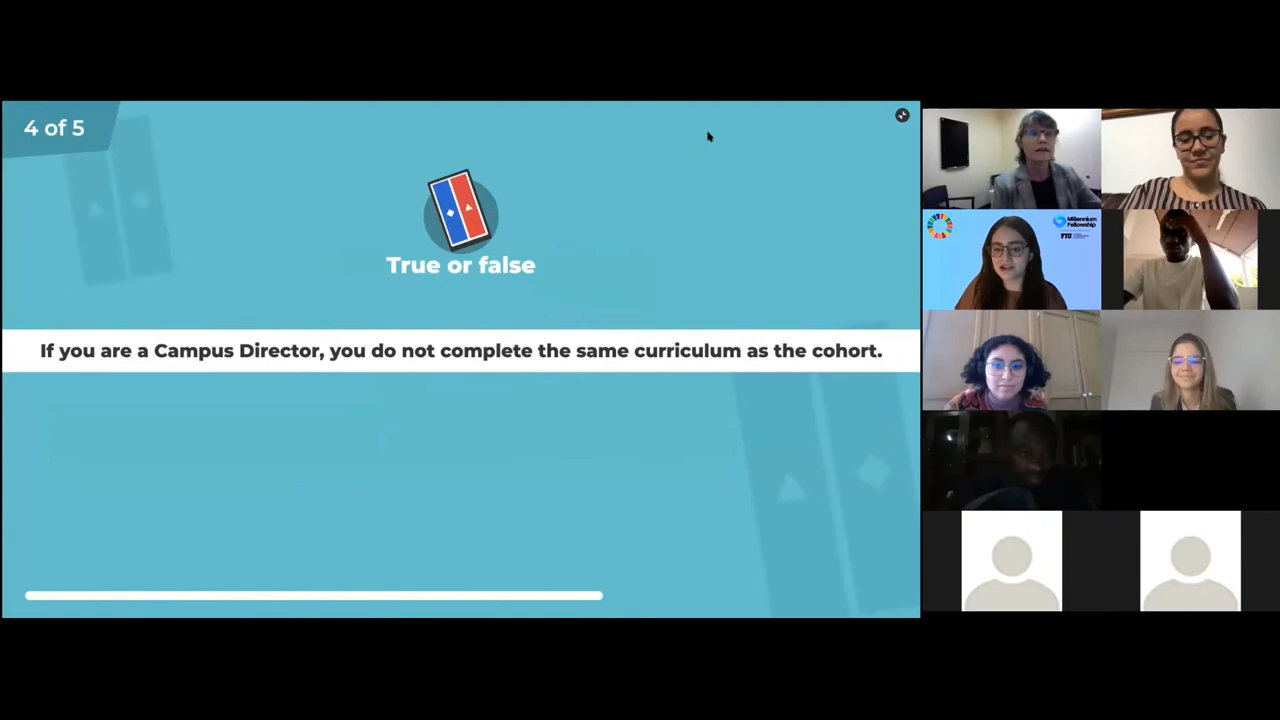 4 of 5
True or false
If you are a Campus Director, you do not complete the same curriculum as the cohort.
Millennium
Fellowship
FIU